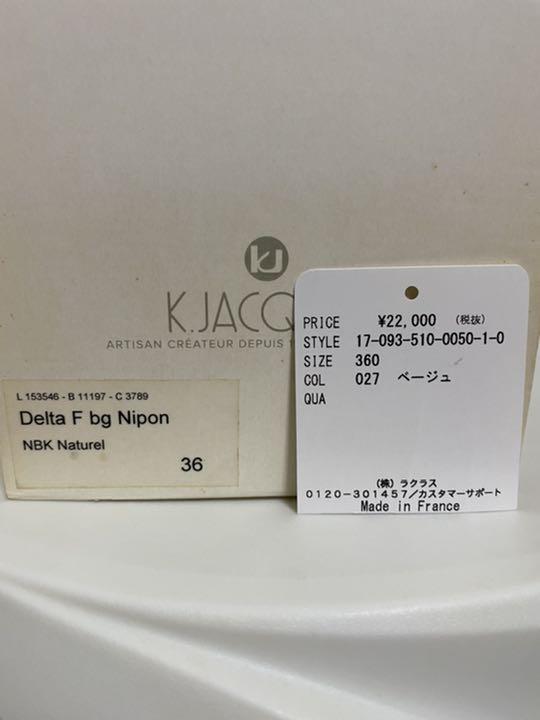 KJ
K.JACQ
ARTISAN CRÉATEUR DEPUIS
L 153546 - B 11197 - C 3789
Delta F bg Nipon
NBK Naturel
36
PRICE ¥22,000 (税抜)
STYLE 17-093-510-0050-1-0
SIZE 360
COL 027 ベージュ
QUA
(株) ラクラス
0120-301457/カスタマーサポート
Made in France